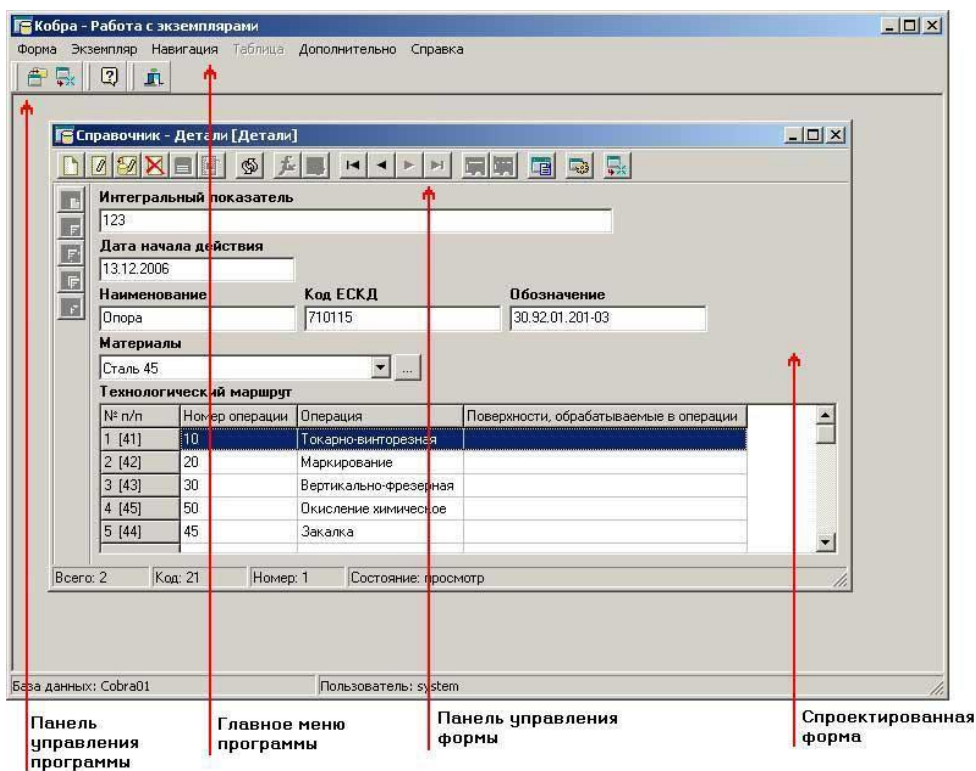 Кобра - Работа с экземплярами
Форма Экземпляр Навигация Таблица Дополнительно Справка
Справочник - Детали [Детали]
Интегральный показатель
123
Дата начала действия
13.12.2006
Наименование Код ЕСКД Обозначение
Опора 710115 30.92.01.201-03
Материалы
Сталь 45 ...
Технологический маршрут
№ п/п Номер операции Операция Поверхности, обрабатываемые в операции
1 [41] 10 Токарно-винторезная
2 [42] 20 Маркирование
3 [43] 30 Вертикально-фрезерная
4 [45] 50 Окисление химическое
5 [44] 45 Закалка
Всего: 2 Код: 21 Номер: 1 Состояние: просмотр
База данных: Cobra01 Пользователь: system
Панель управления программы
Главное меню программы
Панель управления формы
Спроектированная форма